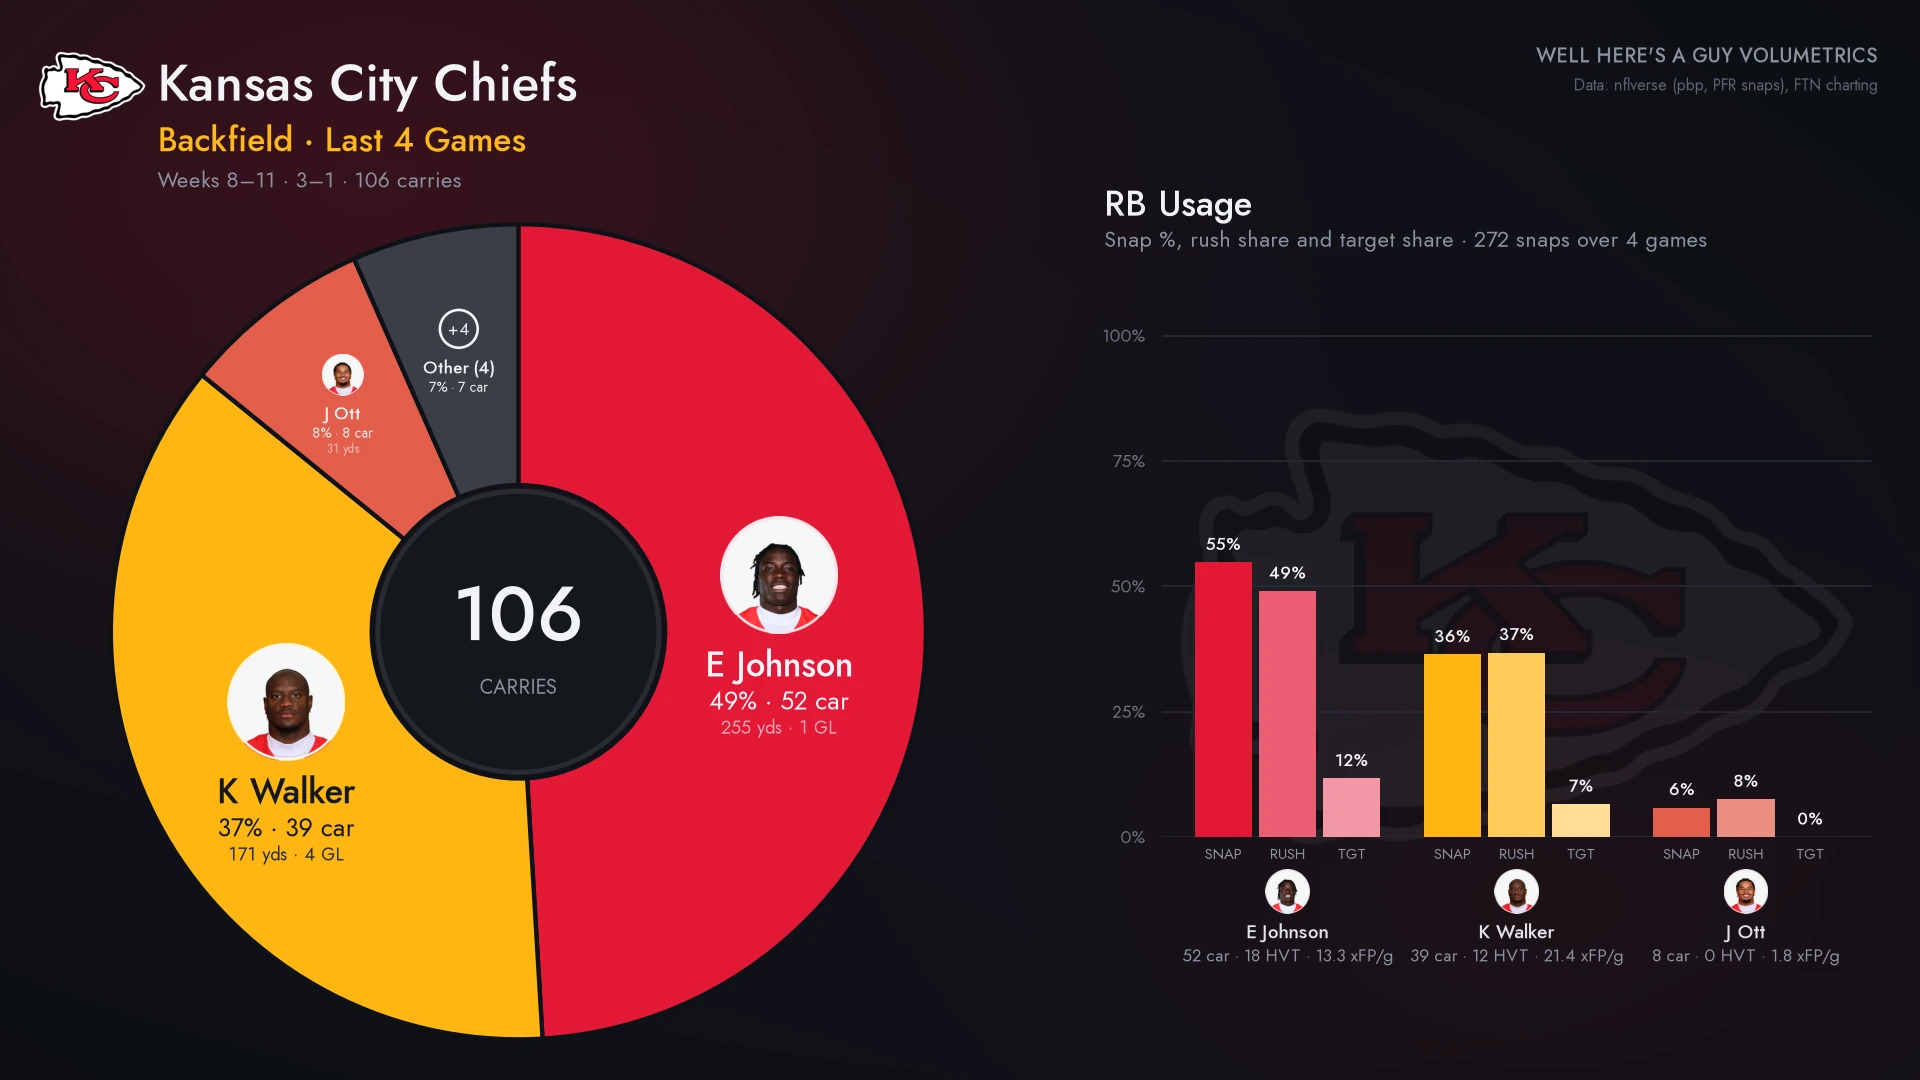 KC
Kansas City Chiefs
Backfield · Last 4 Games
Weeks 8–11 · 3–1 · 106 carries
WELL HERE'S A GUY VOLUMETRICS
Data: nflverse (pbp, PFR snaps), FTN charting
+4
Other (4)
7% · 7 car
J Ott
8% · 8 car
31 yds
106
CARRIES
E Johnson
49% · 52 car
255 yds · 1 GL
K Walker
37% · 39 car
171 yds · 4 GL
RB Usage
Snap %, rush share and target share · 272 snaps over 4 games
100%
75%
50%
25%
0%
KC
55%
49%
12%
36%
37%
7%
6%
8%
0%
SNAP RUSH TGT SNAP RUSH TGT SNAP RUSH TGT
E Johnson
52 car · 18 HVT · 13.3 xFP/g
K Walker
39 car · 12 HVT · 21.4 xFP/g
J Ott
8 car · 0 HVT · 1.8 xFP/g